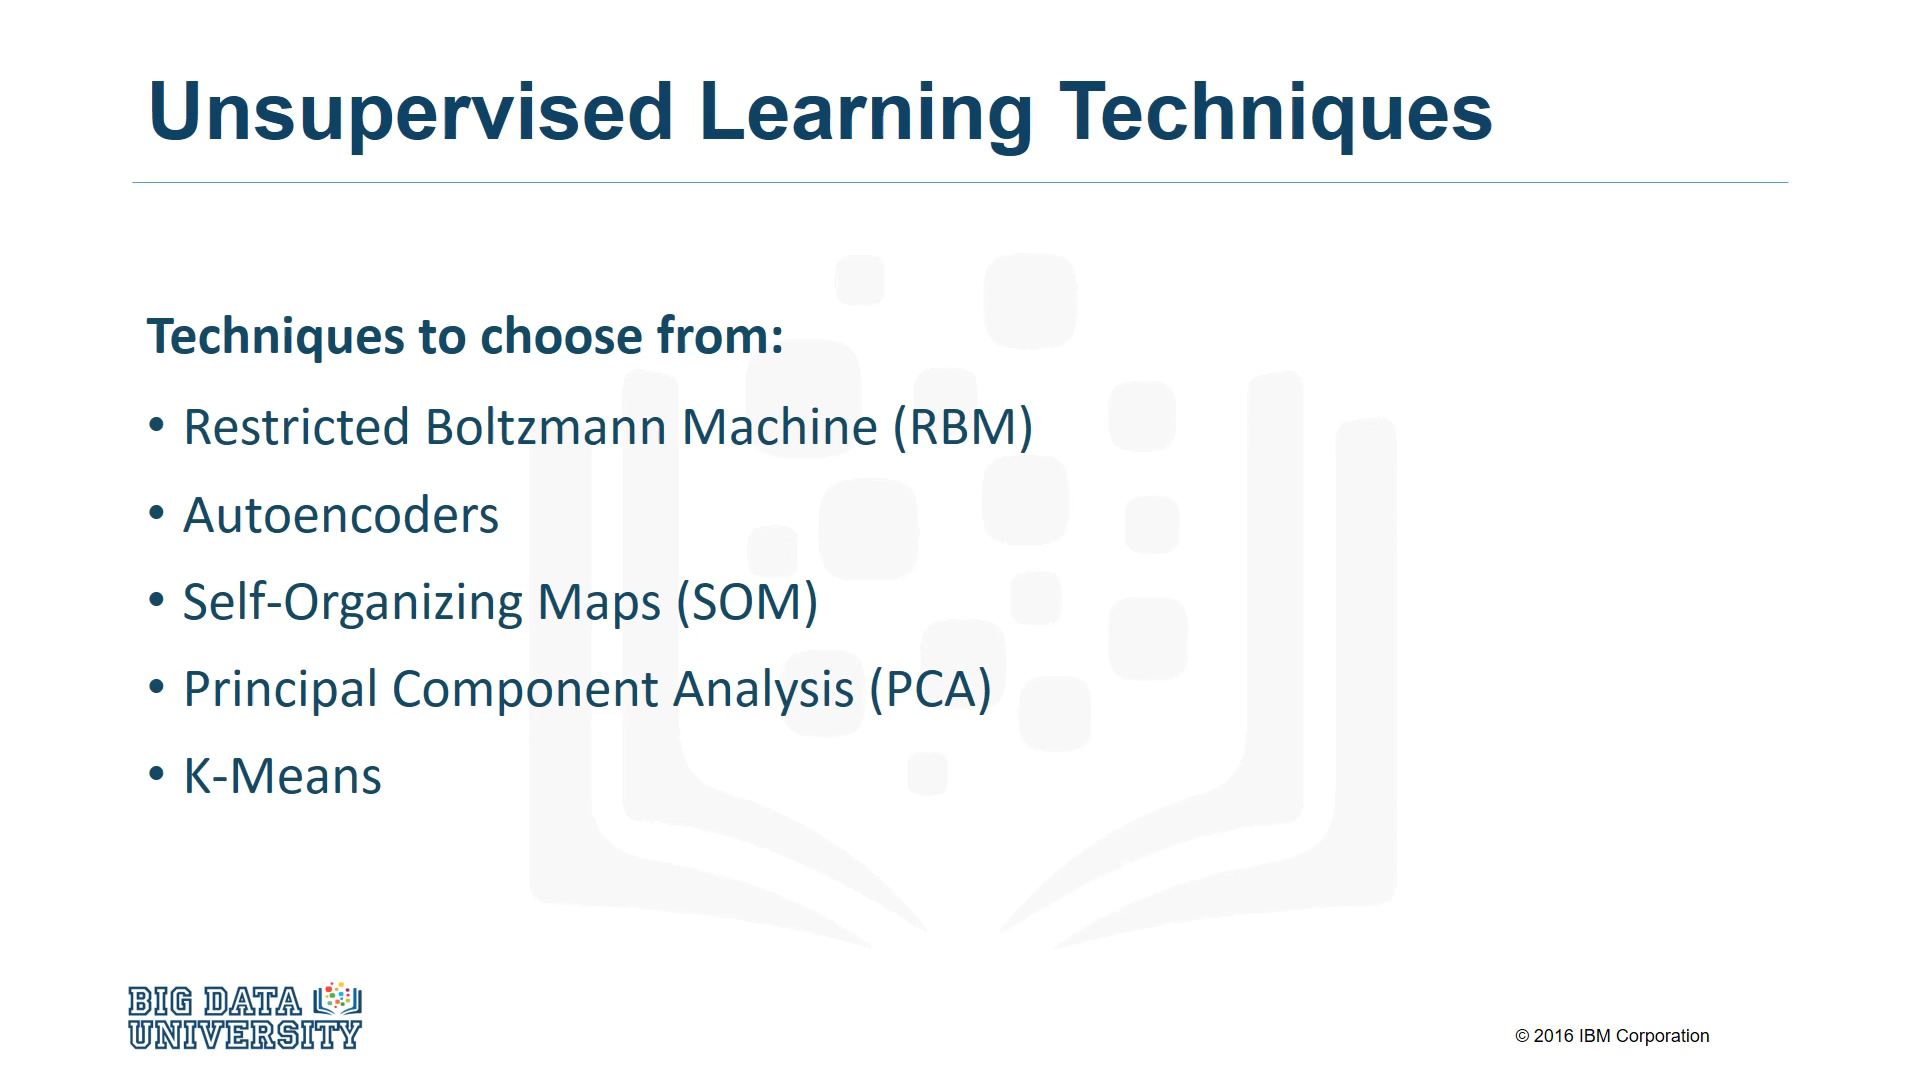 Unsupervised Learning Techniques
Techniques to choose from:
• Restricted Boltzmann Machine (RBM)
• Autoencoders
• Self-Organizing Maps (SOM)
• Principal Component Analysis (PCA)
• K-Means
BIG DATA
UNIVERSITY
© 2016 IBM Corporation